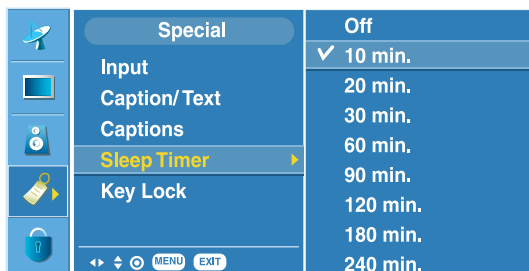 Special
Input
Caption/Text
Captions
Sleep Timer
Key Lock
MENU EXIT
Off
10 min.
20 min.
30 min.
60 min.
90 min.
120 min.
180 min.
240 min.